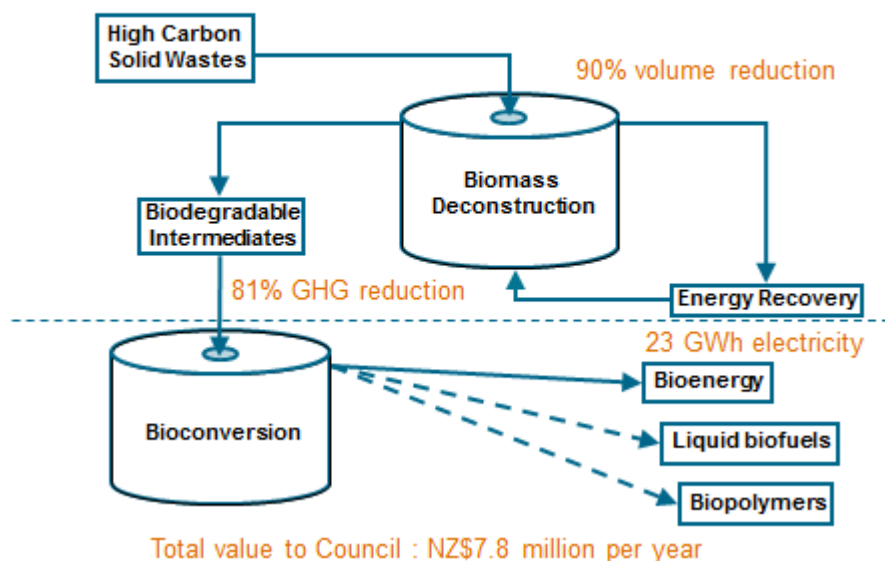 High Carbon
Solid Wastes
90% volume reduction
Biomass
Deconstruction
Biodegradable
Intermediates
81% GHG reduction
Energy Recovery
23 GWh electricity
Bioenergy
Bioconversion
Liquid biofuels
Biopolymers
Total value to Council : NZ$7.8 million per year